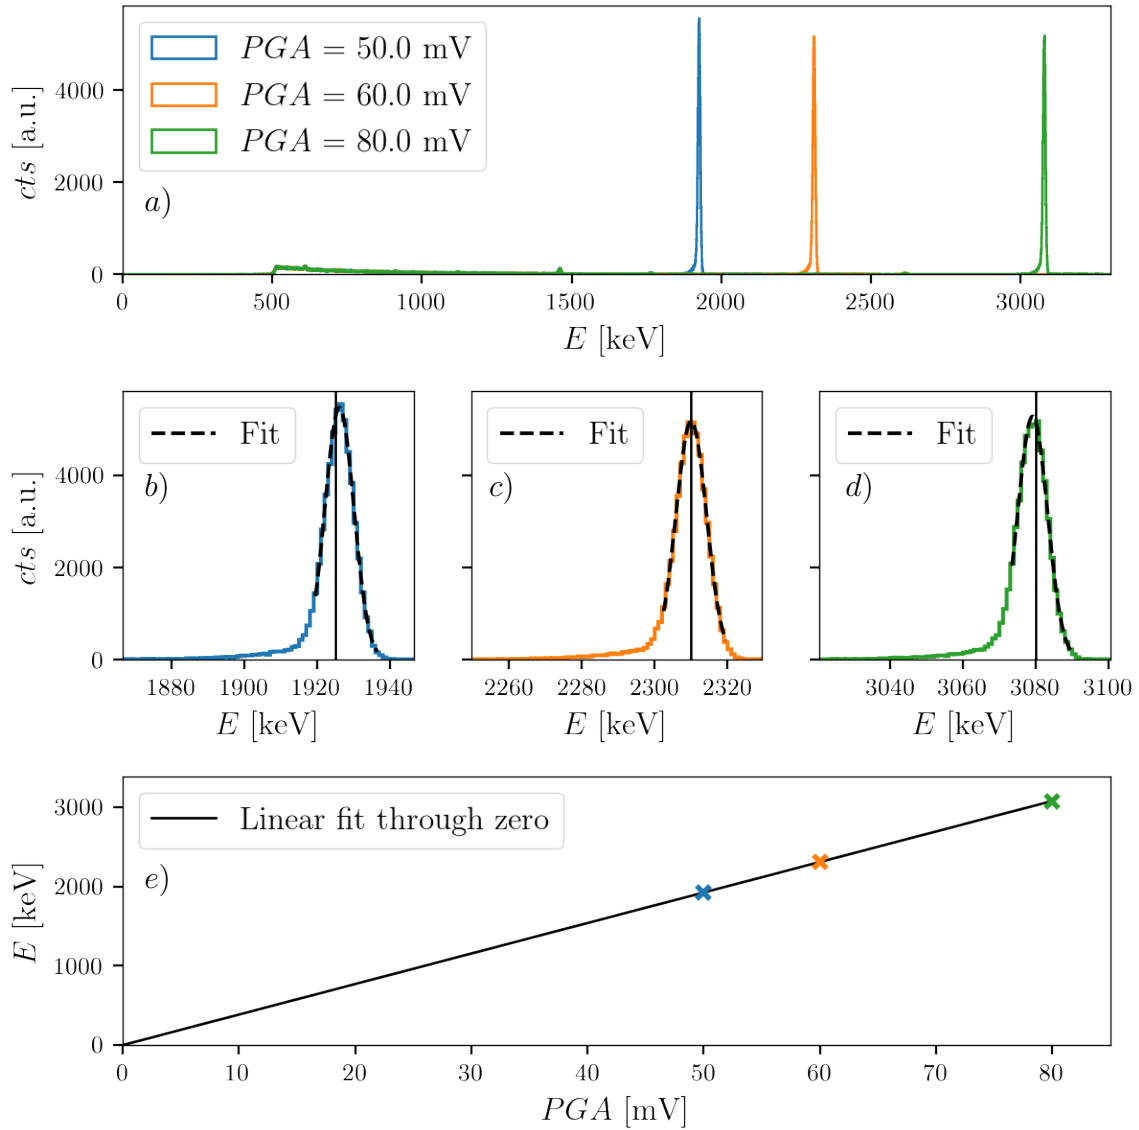 PGA = 50.0 mV
PGA = 60.0 mV
PGA = 80.0 mV
a)
cts [a.u.]
4000
2000
0
0 500 1000 1500 2000 2500 3000
E [keV]
Fit
b)
cts [a.u.]
4000
2000
0
1880 1900 1920 1940
E [keV]
Fit
c)
2260 2280 2300 2320
E [keV]
Fit
d)
3040 3060 3080 3100
E [keV]
Linear fit through zero
e)
E [keV]
3000
2000
1000
0
0 10 20 30 40 50 60 70 80
PGA [mV]